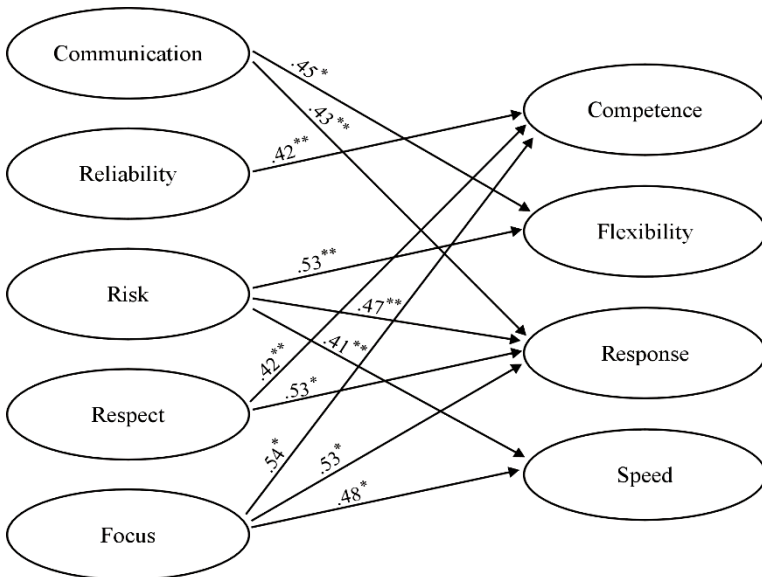 Communication
Reliability
Risk
Respect
Focus
.45*
.43**
.42**
.53**
.47**
.41**
.42**
.53*
.54*
.53*
.48*
Competence
Flexibility
Response
Speed